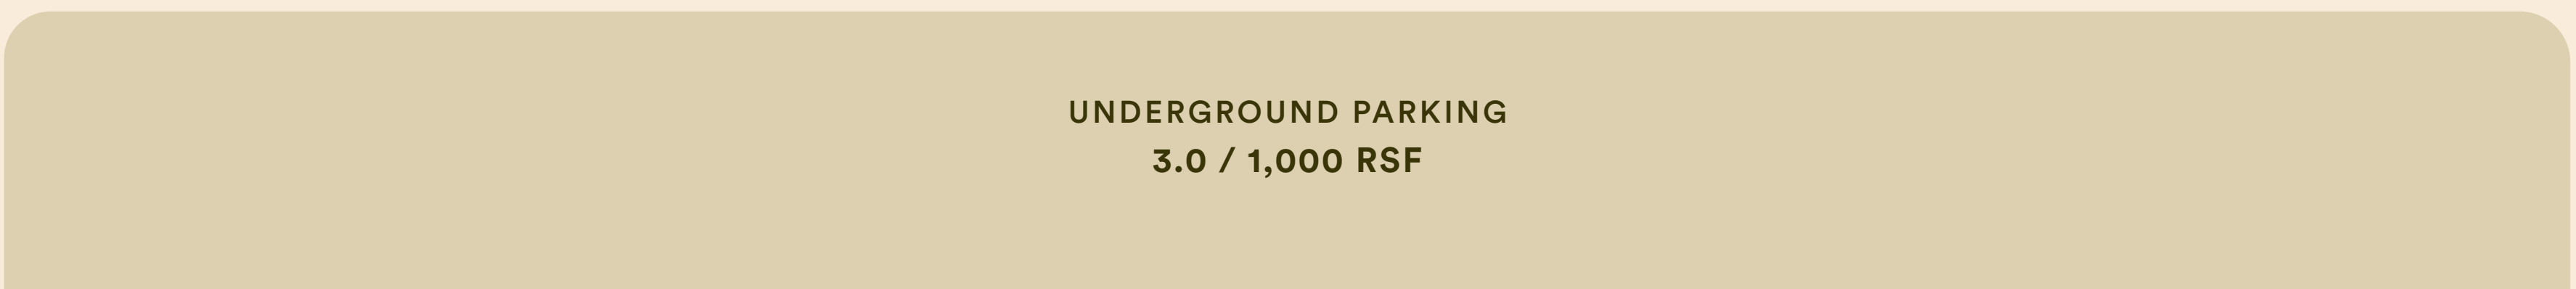 UNDERGROUND PARKING
3.0 / 1,000 RSF